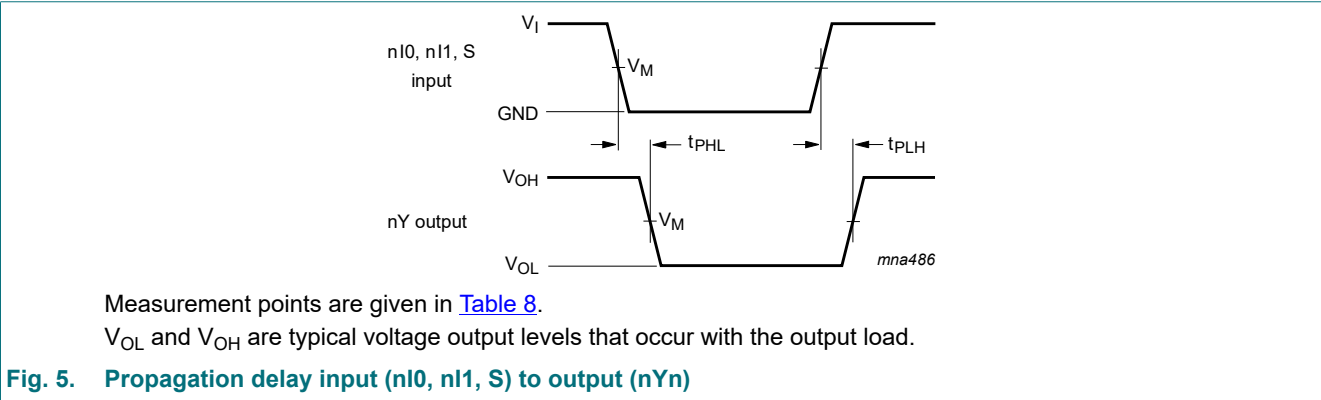 V_I
nI0, nI1, S
input
V_M
GND
t_PHL
t_PLH
V_OH
nY output
V_M
V_OL
mna486
Measurement points are given in Table 8.
V_OL and V_OH are typical voltage output levels that occur with the output load.
Fig. 5. Propagation delay input (nI0, nI1, S) to output (nYn)